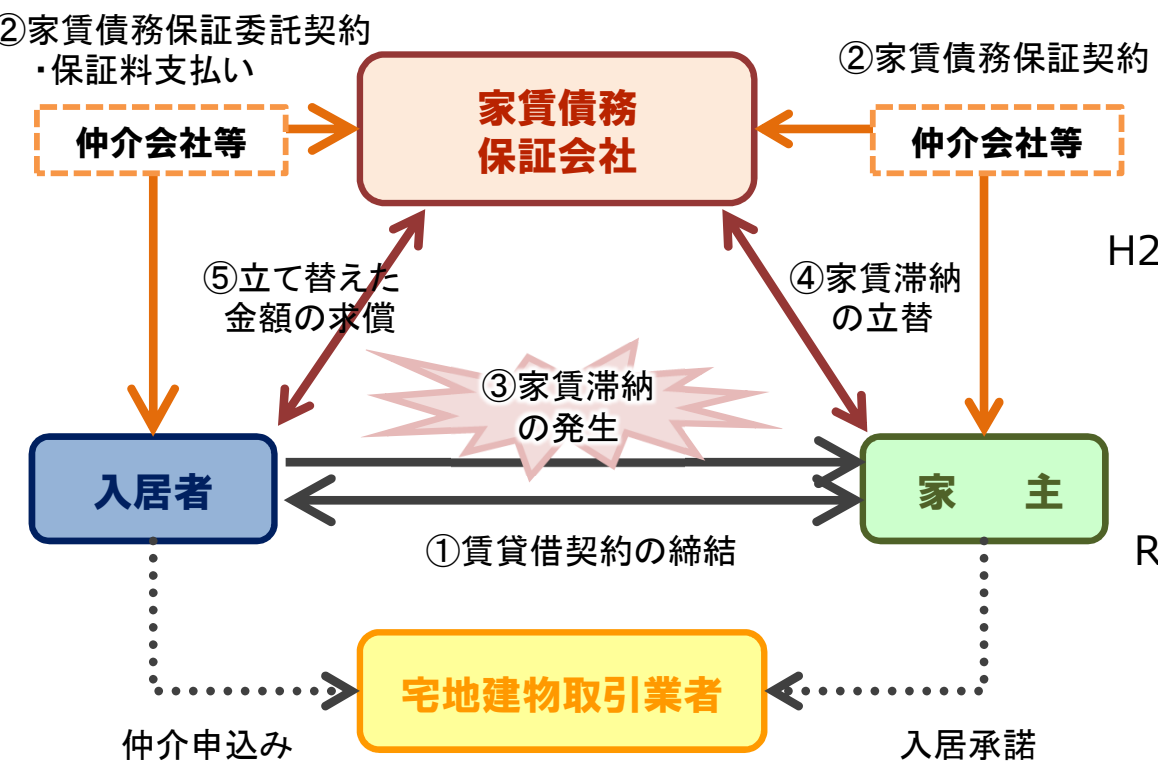 ②家賃債務保証委託契約
・保証料支払い
②家賃債務保証契約
家賃債務
保証会社
仲介会社等
仲介会社等
H2
⑤立て替えた
金額の求償
④家賃滞納
の立替
③家賃滞納
の発生
入居者
家　　主
①賃貸借契約の締結
R
宅地建物取引業者
仲介申込み
入居承諾